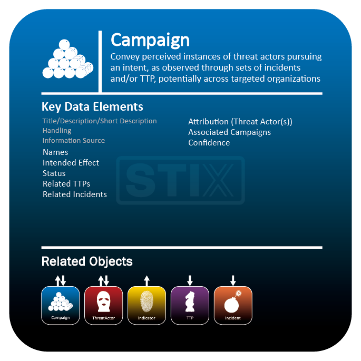 Campaign
Convey perceived instances of threat actors pursuing
an intent, as observed through sets of incidents
and/or TTP, potentially across targeted organizations
Key Data Elements
Title/Description/Short Description
Handling
Information Source
Names
Intended Effect
Status
Related TTPs
Related Incidents
Attribution (Threat Actor(s))
Associated Campaigns
Confidence
STIX
Related Objects
Campaign
ThreatActor
Indicator
TTP
Incident